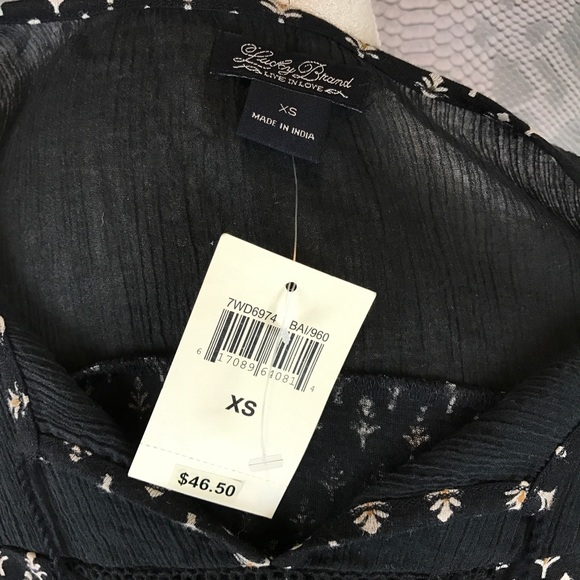 Lucky Brand
LIVE IN LOVE
XS
MADE IN INDIA
7WD6974 BAI/960
6 17089 64081 4
XS
$46.50